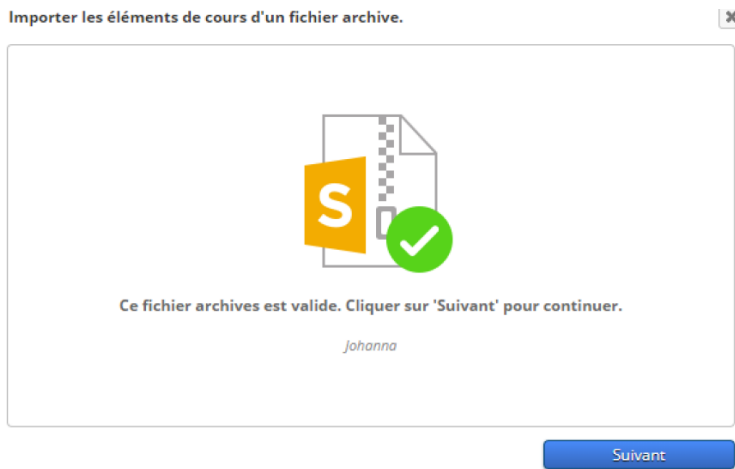 Importer les éléments de cours d'un fichier archive.
S
Ce fichier archives est valide. Cliquer sur 'Suivant' pour continuer.
Johanna
Suivant